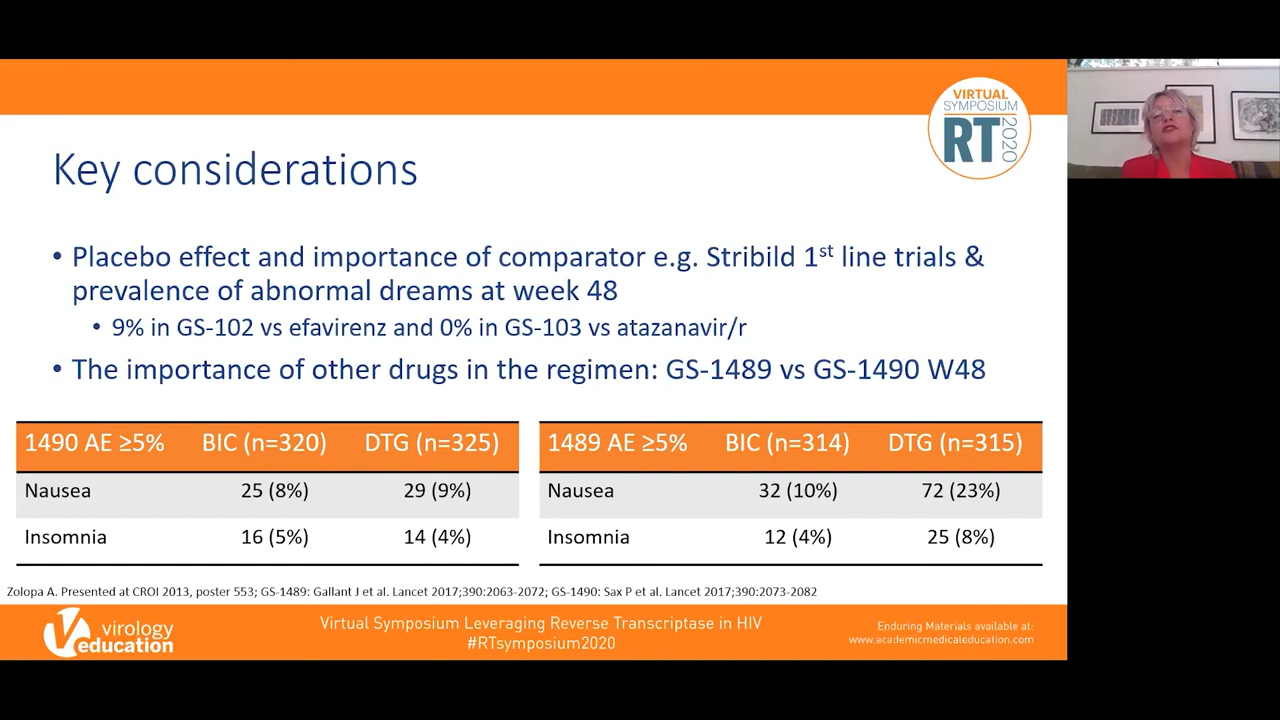 VIRTUAL
SYMPOSIUM
RT
2020
Key considerations
• Placebo effect and importance of comparator e.g. Stribild 1st line trials &
prevalence of abnormal dreams at week 48
• 9% in GS-102 vs efavirenz and 0% in GS-103 vs atazanavir/r
• The importance of other drugs in the regimen: GS-1489 vs GS-1490 W48
1490 AE ≥5% BIC (n=320) DTG (n=325)
Nausea 25 (8%) 29 (9%)
Insomnia 16 (5%) 14 (4%)
1489 AE ≥5% BIC (n=314) DTG (n=315)
Nausea 32 (10%) 72 (23%)
Insomnia 12 (4%) 25 (8%)
Zolopa A. Presented at CROI 2013, poster 553; GS-1489: Gallant J et al. Lancet 2017;390:2063-2072; GS-1490: Sax P et al. Lancet 2017;390:2073-2082
virology
education
Virtual Symposium Leveraging Reverse Transcriptase in HIV
#RTsymposium2020
Enduring Materials available at:
www.academicmedicaleducation.com